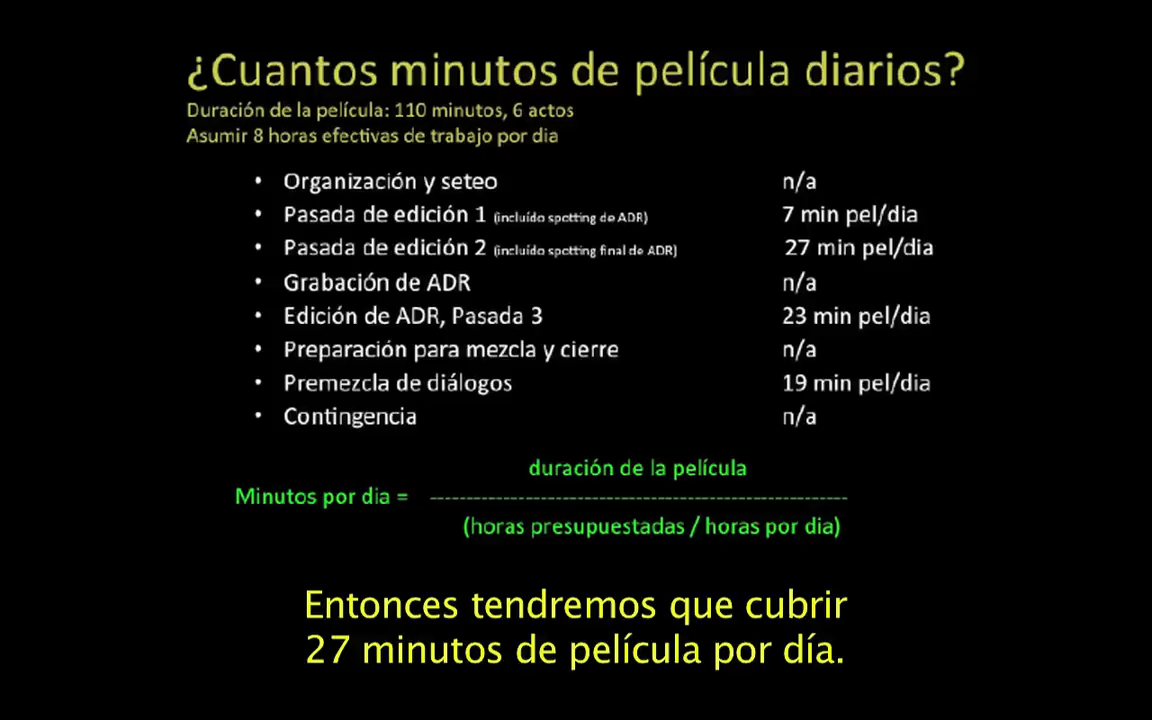 ¿Cuantos minutos de película diarios?
Duración de la película: 110 minutos, 6 actos
Asumir 8 horas efectivas de trabajo por dia
• Organización y seteo n/a
• Pasada de edición 1 (incluído spotting de ADR) 7 min pel/dia
• Pasada de edición 2 (incluído spotting final de ADR) 27 min pel/dia
• Grabación de ADR n/a
• Edición de ADR, Pasada 3 23 min pel/dia
• Preparación para mezcla y cierre n/a
• Premezcla de diálogos 19 min pel/dia
• Contingencia n/a
duración de la película
Minutos por dia = ----------------------------------------------------------
(horas presupuestadas / horas por dia)
Entonces tendremos que cubrir
27 minutos de película por día.